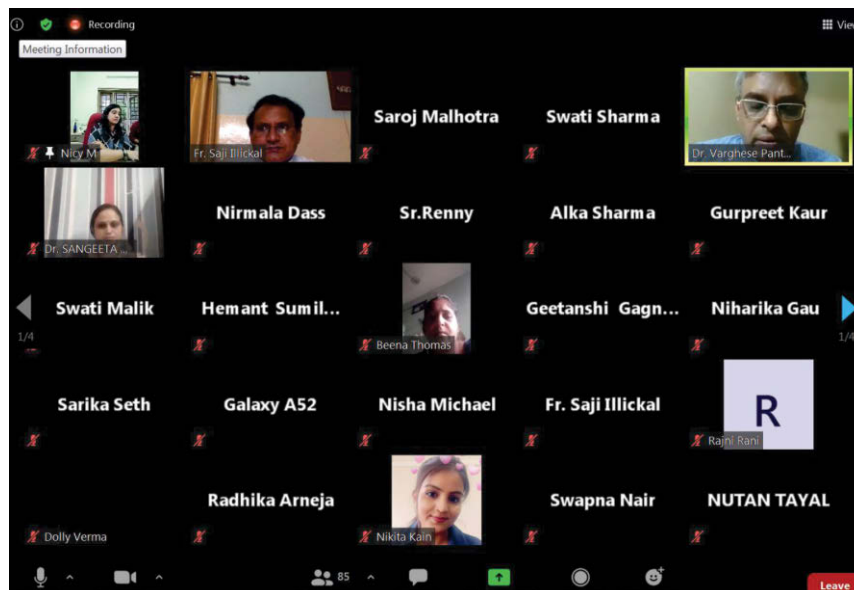 Recording
View
Meeting Information
Nicy M
Fr. Saji Illickal
Saroj Malhotra
Swati Sharma
Dr. Varghese Pant...
Dr. SANGEETA ...
Nirmala Dass
Sr.Renny
Alka Sharma
Gurpreet Kaur
Swati Malik
Hemant Sumil...
Beena Thomas
Geetanshi Gagn...
Niharika Gau
1/4
1/4
Sarika Seth
Galaxy A52
Nisha Michael
Fr. Saji Illickal
R
Rajni Rani
Dolly Verma
Radhika Arneja
Nikita Kain
Swapna Nair
NUTAN TAYAL
85
Leave